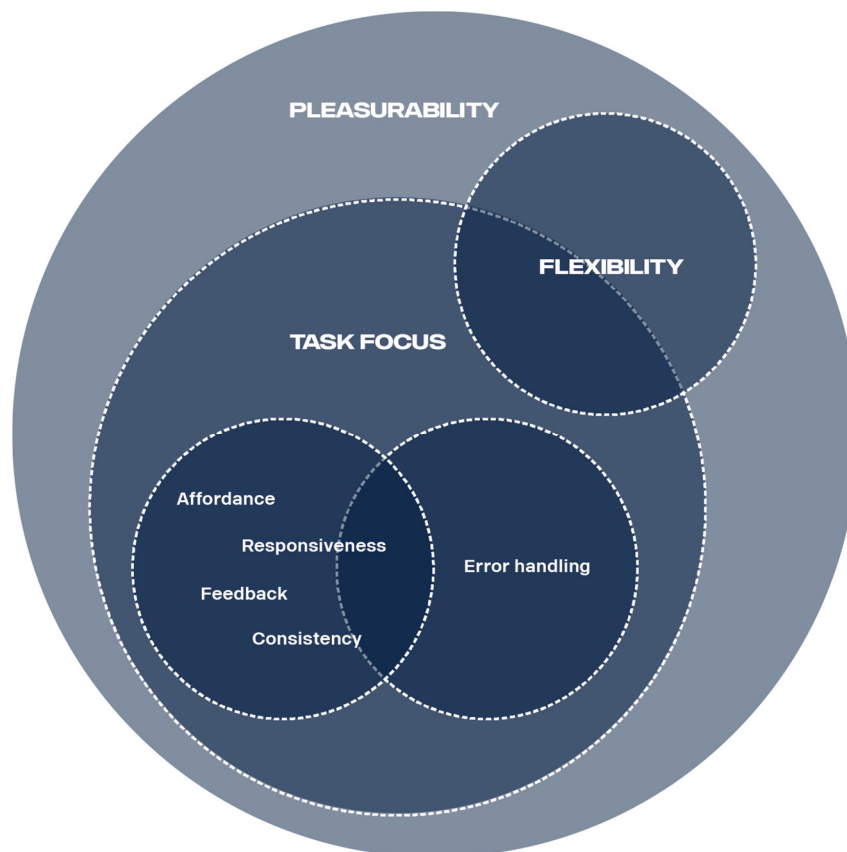 PLEASURABILITY
FLEXIBILITY
TASK FOCUS
Affordance
Responsiveness
Feedback
Consistency
Error handling